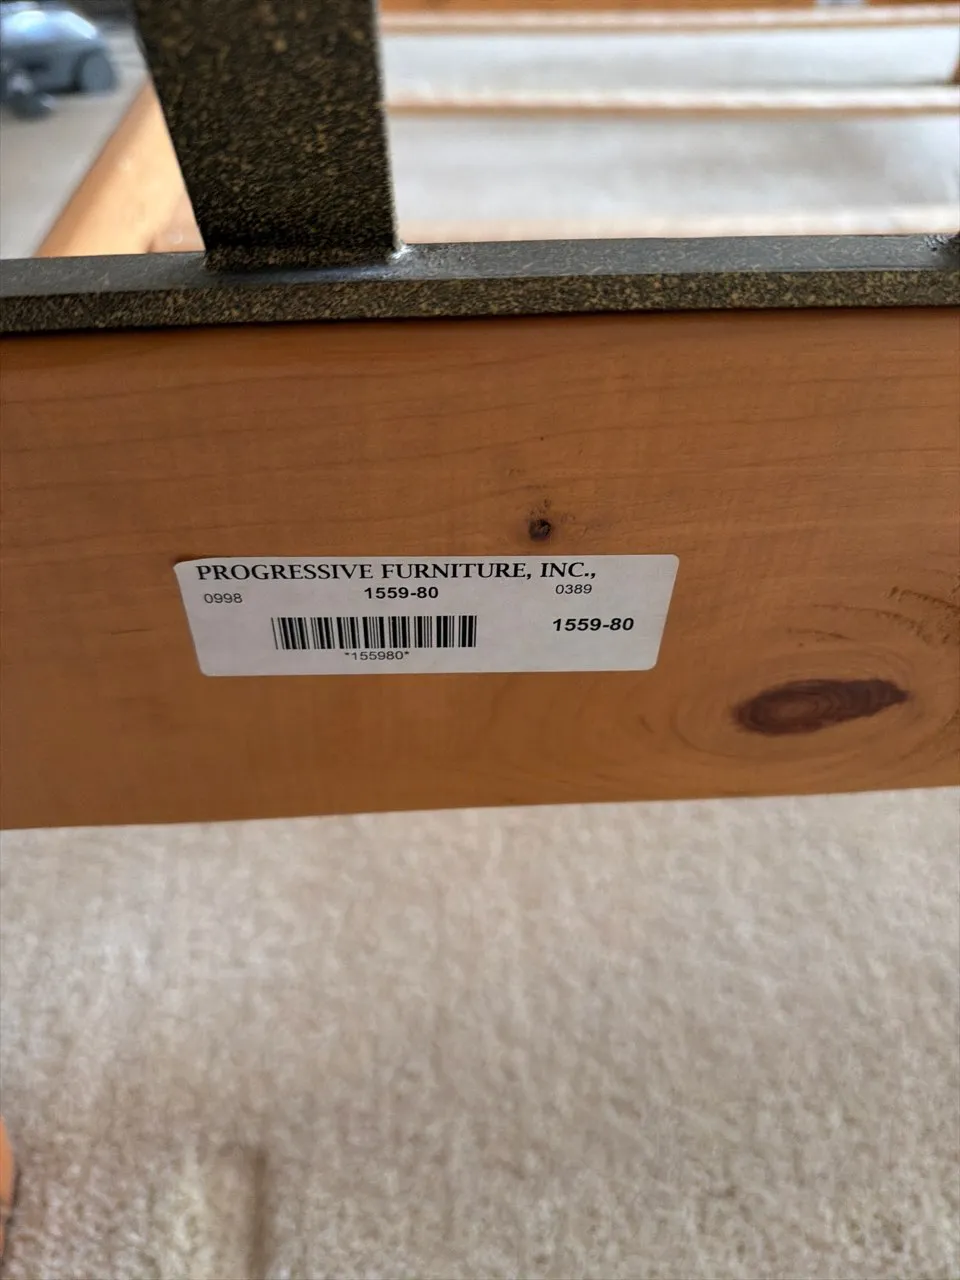 PROGRESSIVE FURNITURE, INC.,
0998 1559-80 0389
1559-80
"155980"